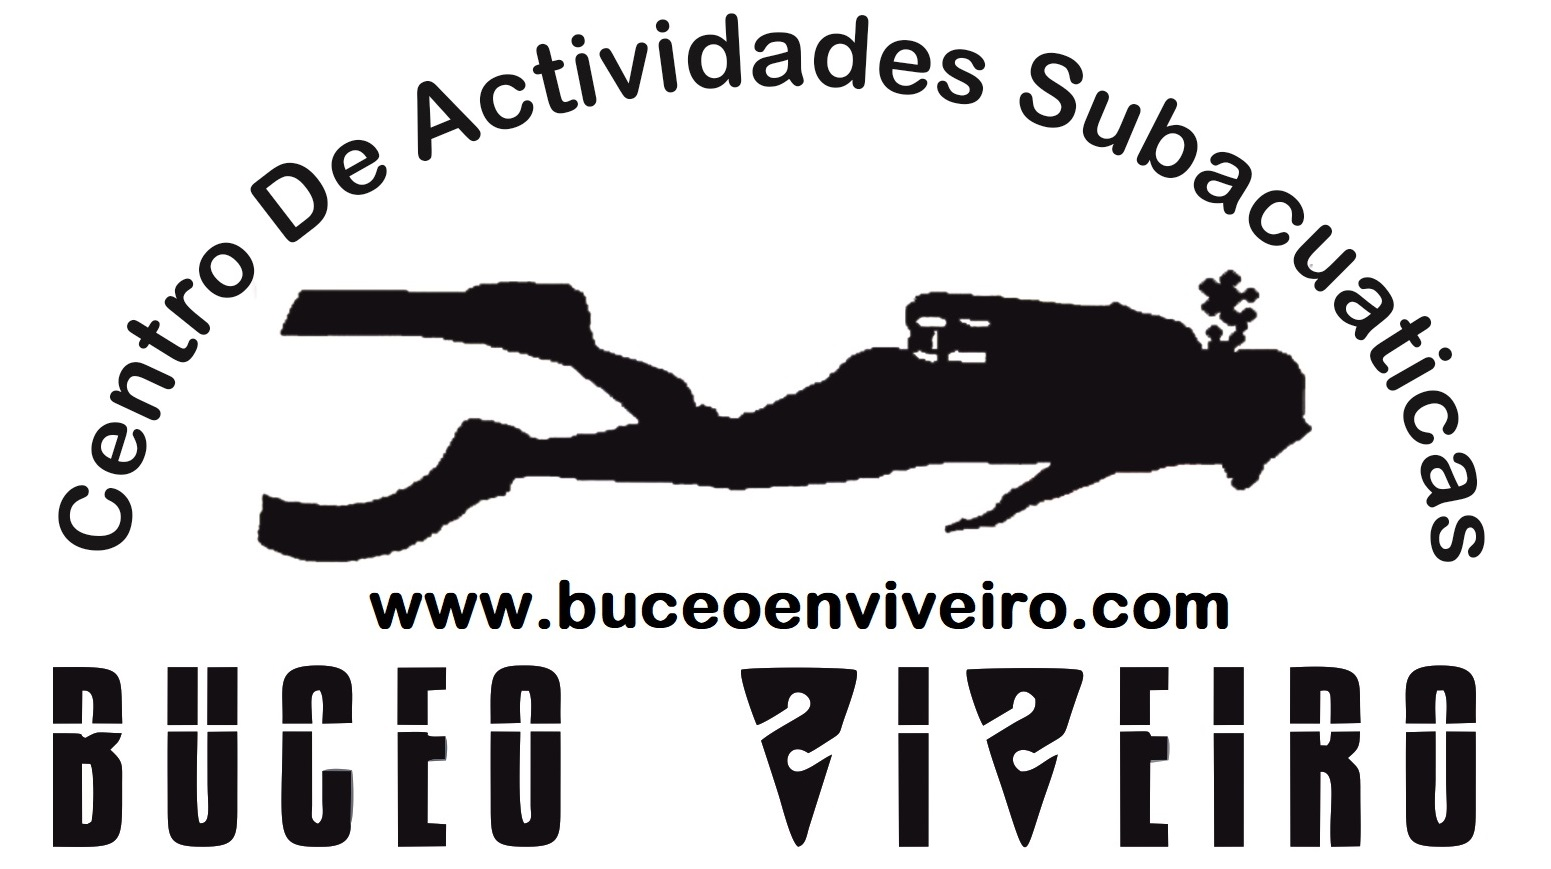 Centro De Actividades Subacuaticas
www.buceoenviveiro.com
BUCEO VIVEIRO